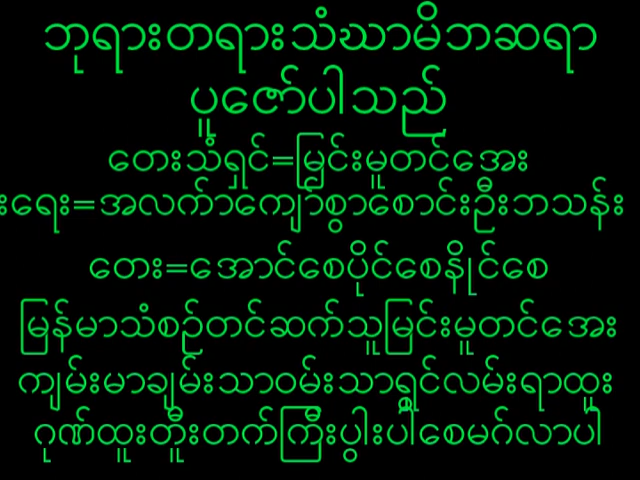 ဘုရားတရားသံဃာမိဘဆရာ
ပူဇော်ပါသည်
တေးသံရှင်=မြင်းမူတင်အေး
းရေး=အလင်္ကာကျော်စွာစောင်းဦးဘသန်း
တေး=အောင်စေပိုင်စေနိုင်စေ
မြန်မာသံစဉ်တင်ဆက်သူမြင်းမူတင်အေး
ကျမ်းမာချမ်းသာဝမ်းသာရွှင်လမ်းရာထူး
ဂုဏ်ထူးတိုးတက်ကြီးပွါးပါစေမင်္ဂလာပါ